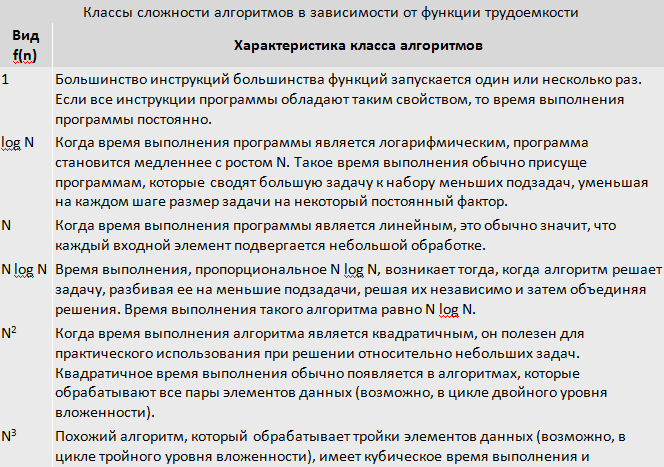 Классы сложности алгоритмов в зависимости от функции трудоемкости
Вид
f(n)
Характеристика класса алгоритмов
1
Большинство инструкций большинства функций запускается один или несколько раз.
Если все инструкции программы обладают таким свойством, то время выполнения
программы постоянно.
log N
Когда время выполнения программы является логарифмическим, программа
становится медленнее с ростом N. Такое время выполнения обычно присуще
программам, которые сводят большую задачу к набору меньших подзадач, уменьшая
на каждом шаге размер задачи на некоторый постоянный фактор.
N
Когда время выполнения программы является линейным, это обычно значит, что
каждый входной элемент подвергается небольшой обработке.
N log N
Время выполнения, пропорциональное N log N, возникает тогда, когда алгоритм решает
задачу, разбивая ее на меньшие подзадачи, решая их независимо и затем объединяя
решения. Время выполнения такого алгоритма равно N log N.
N²
Когда время выполнения алгоритма является квадратичным, он полезен для
практического использования при решении относительно небольших задач.
Квадратичное время выполнения обычно появляется в алгоритмах, которые
обрабатывают все пары элементов данных (возможно, в цикле двойного уровня
вложенности).
N³
Похожий алгоритм, который обрабатывает тройки элементов данных (возможно, в
цикле тройного уровня вложенности), имеет кубическое время выполнения и